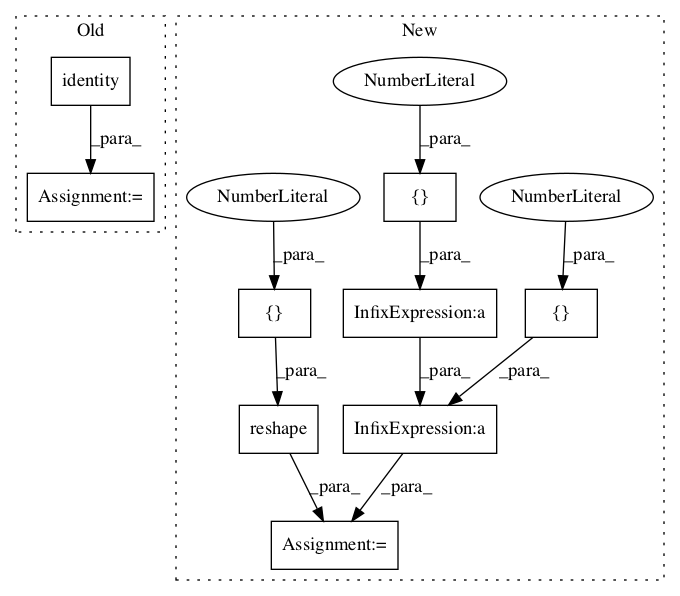 Old
New
identity
NumberLiteral
_para_
_para_
Assignment:=
NumberLiteral
{}
NumberLiteral
_para_
_para_
_para_
{}
InfixExpression:a
{}
_para_
_para_
_para_
reshape
InfixExpression:a
_para_
_para_
Assignment:=